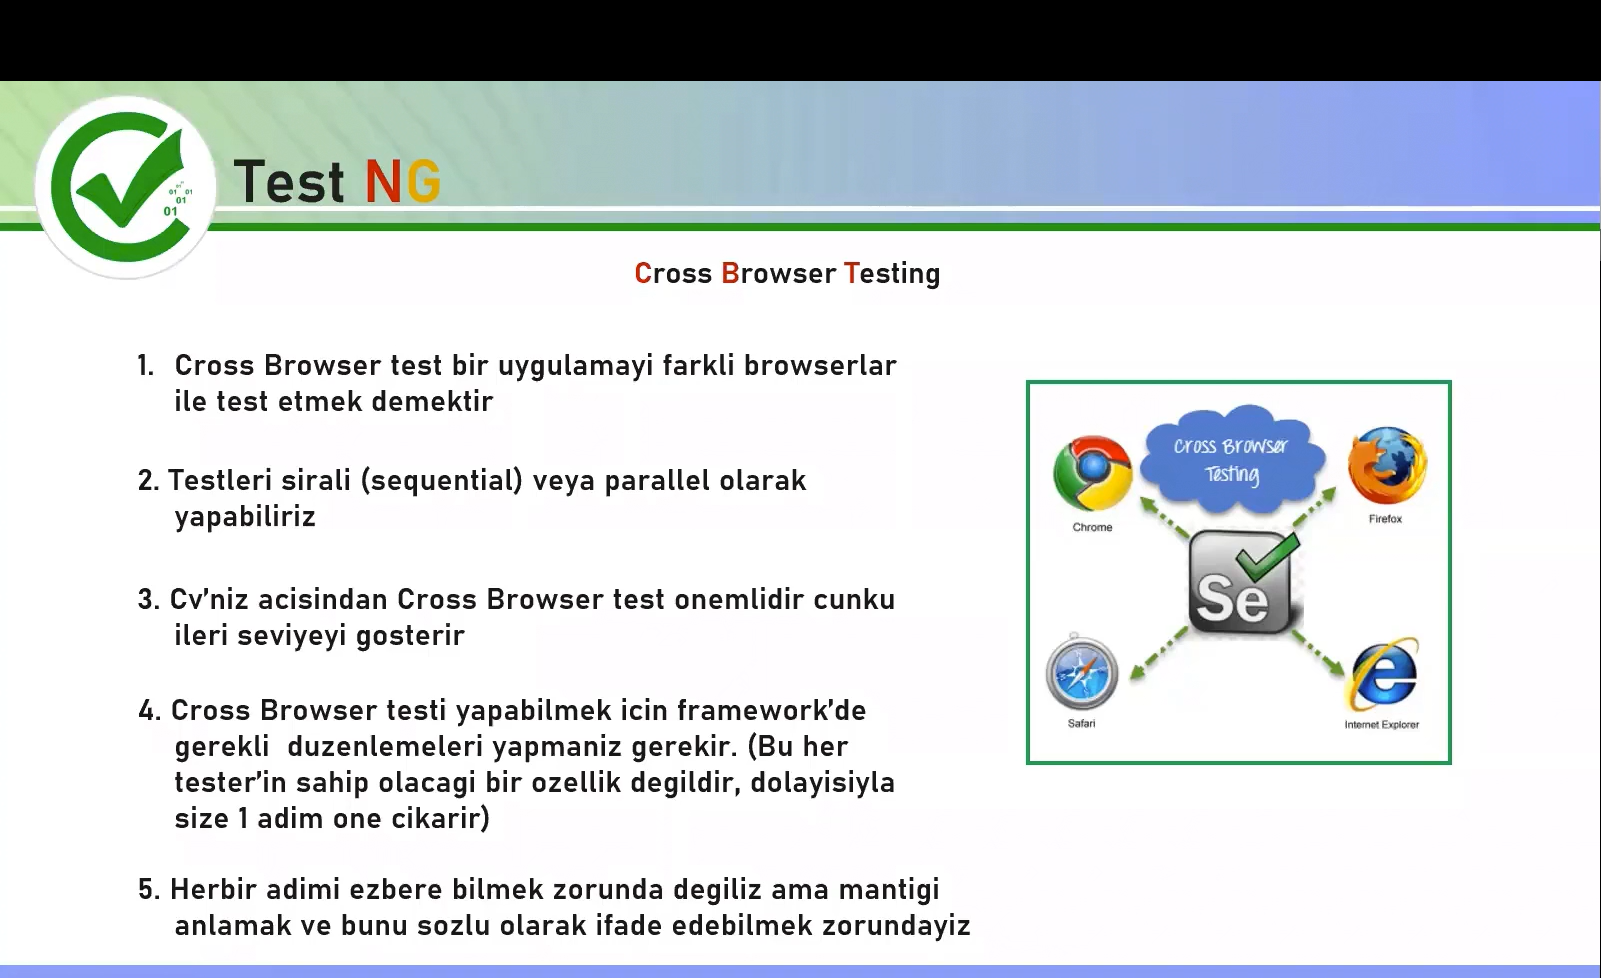 01 01
01
01
Test NG
Cross Browser Testing
1. Cross Browser test bir uygulamayi farkli browserlar
ile test etmek demektir
2. Testleri sirali (sequential) veya parallel olarak
yapabiliriz
3. Cv'niz acisindan Cross Browser test onemlidir cunku
ileri seviyeyi gosterir
4. Cross Browser testi yapabilmek icin framework'de
gerekli duzenlemeleri yapmaniz gerekir. (Bu her
tester'in sahip olacagi bir ozellik degildir, dolayisiyla
size 1 adim one cikarir)
5. Herbir adimi ezbere bilmek zorunda degiliz ama mantigi
anlamak ve bunu sozlu olarak ifade edebilmek zorundayiz
Cross Browser
Testing
Chrome
Firefox
Se
Safari
Internet Explorer